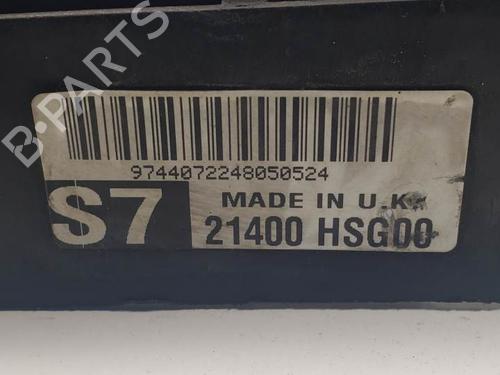 9744072248050524
S7
MADE IN U.K.
21400 HSG00
B-PARTS